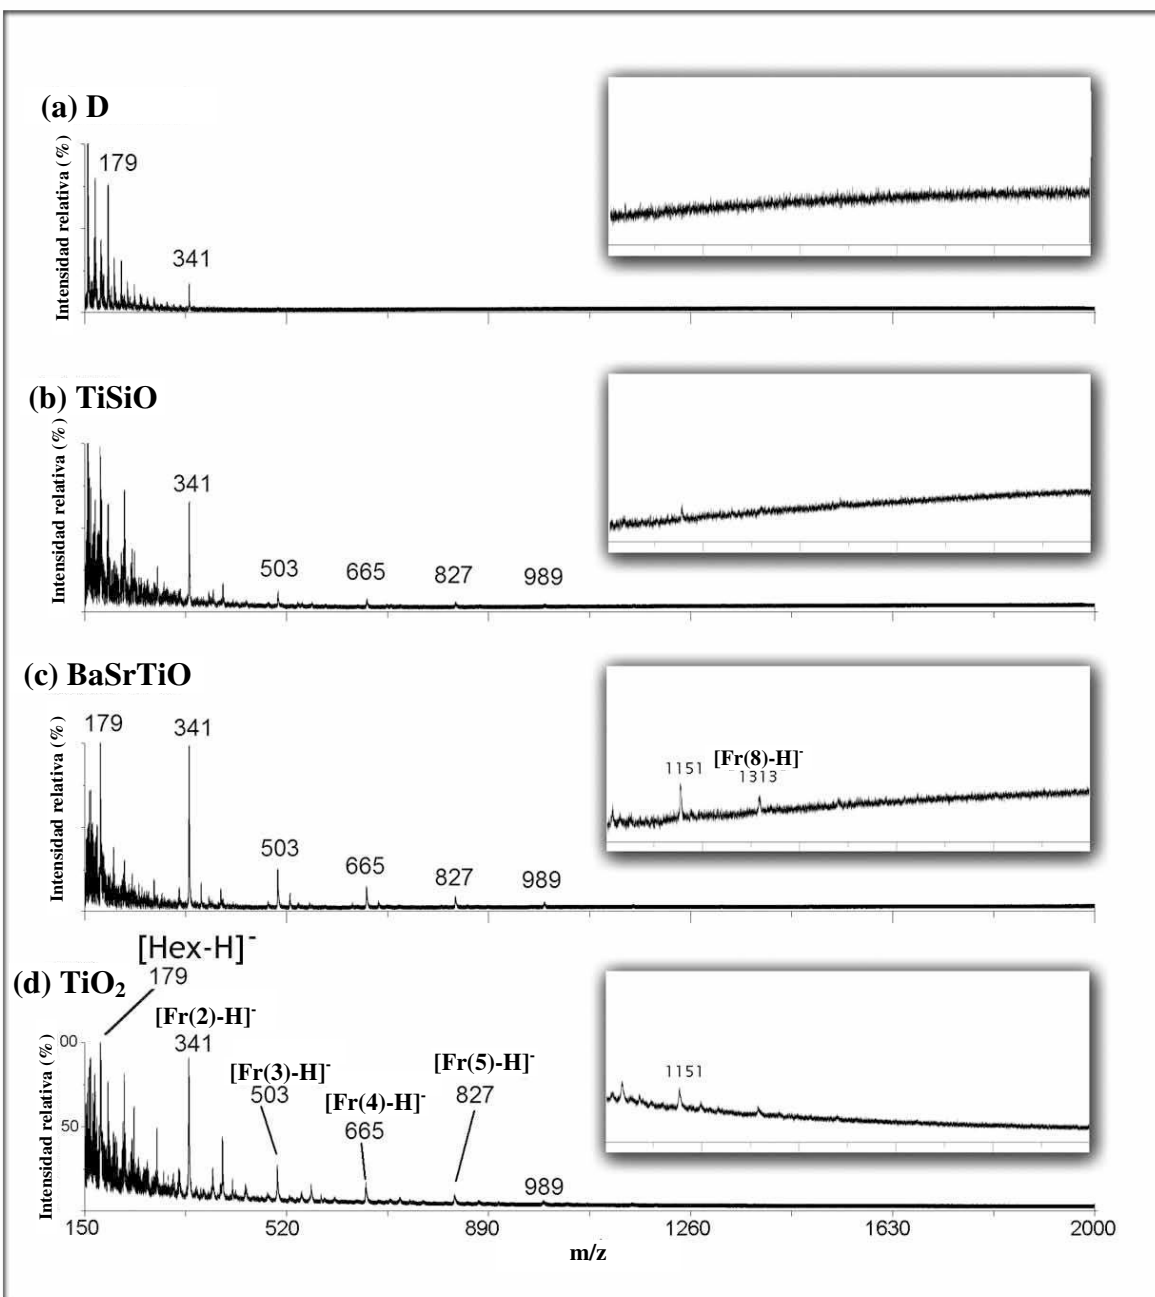 (a) D
Intensidad relativa (%)
179
341
(b) TiSiO
Intensidad relativa (%)
341
503
665
827
989
(c) BaSrTiO
Intensidad relativa (%)
179
341
503
665
827
989
1151
[Fr(8)-H]⁻
1313
(d) TiO₂
Intensidad relativa (%)
00
50
[Hex-H]⁻
179
[Fr(2)-H]⁻
341
[Fr(3)-H]⁻
503
[Fr(4)-H]⁻
665
[Fr(5)-H]⁻
827
989
1151
150 520 890 1260 1630 2000
m/z